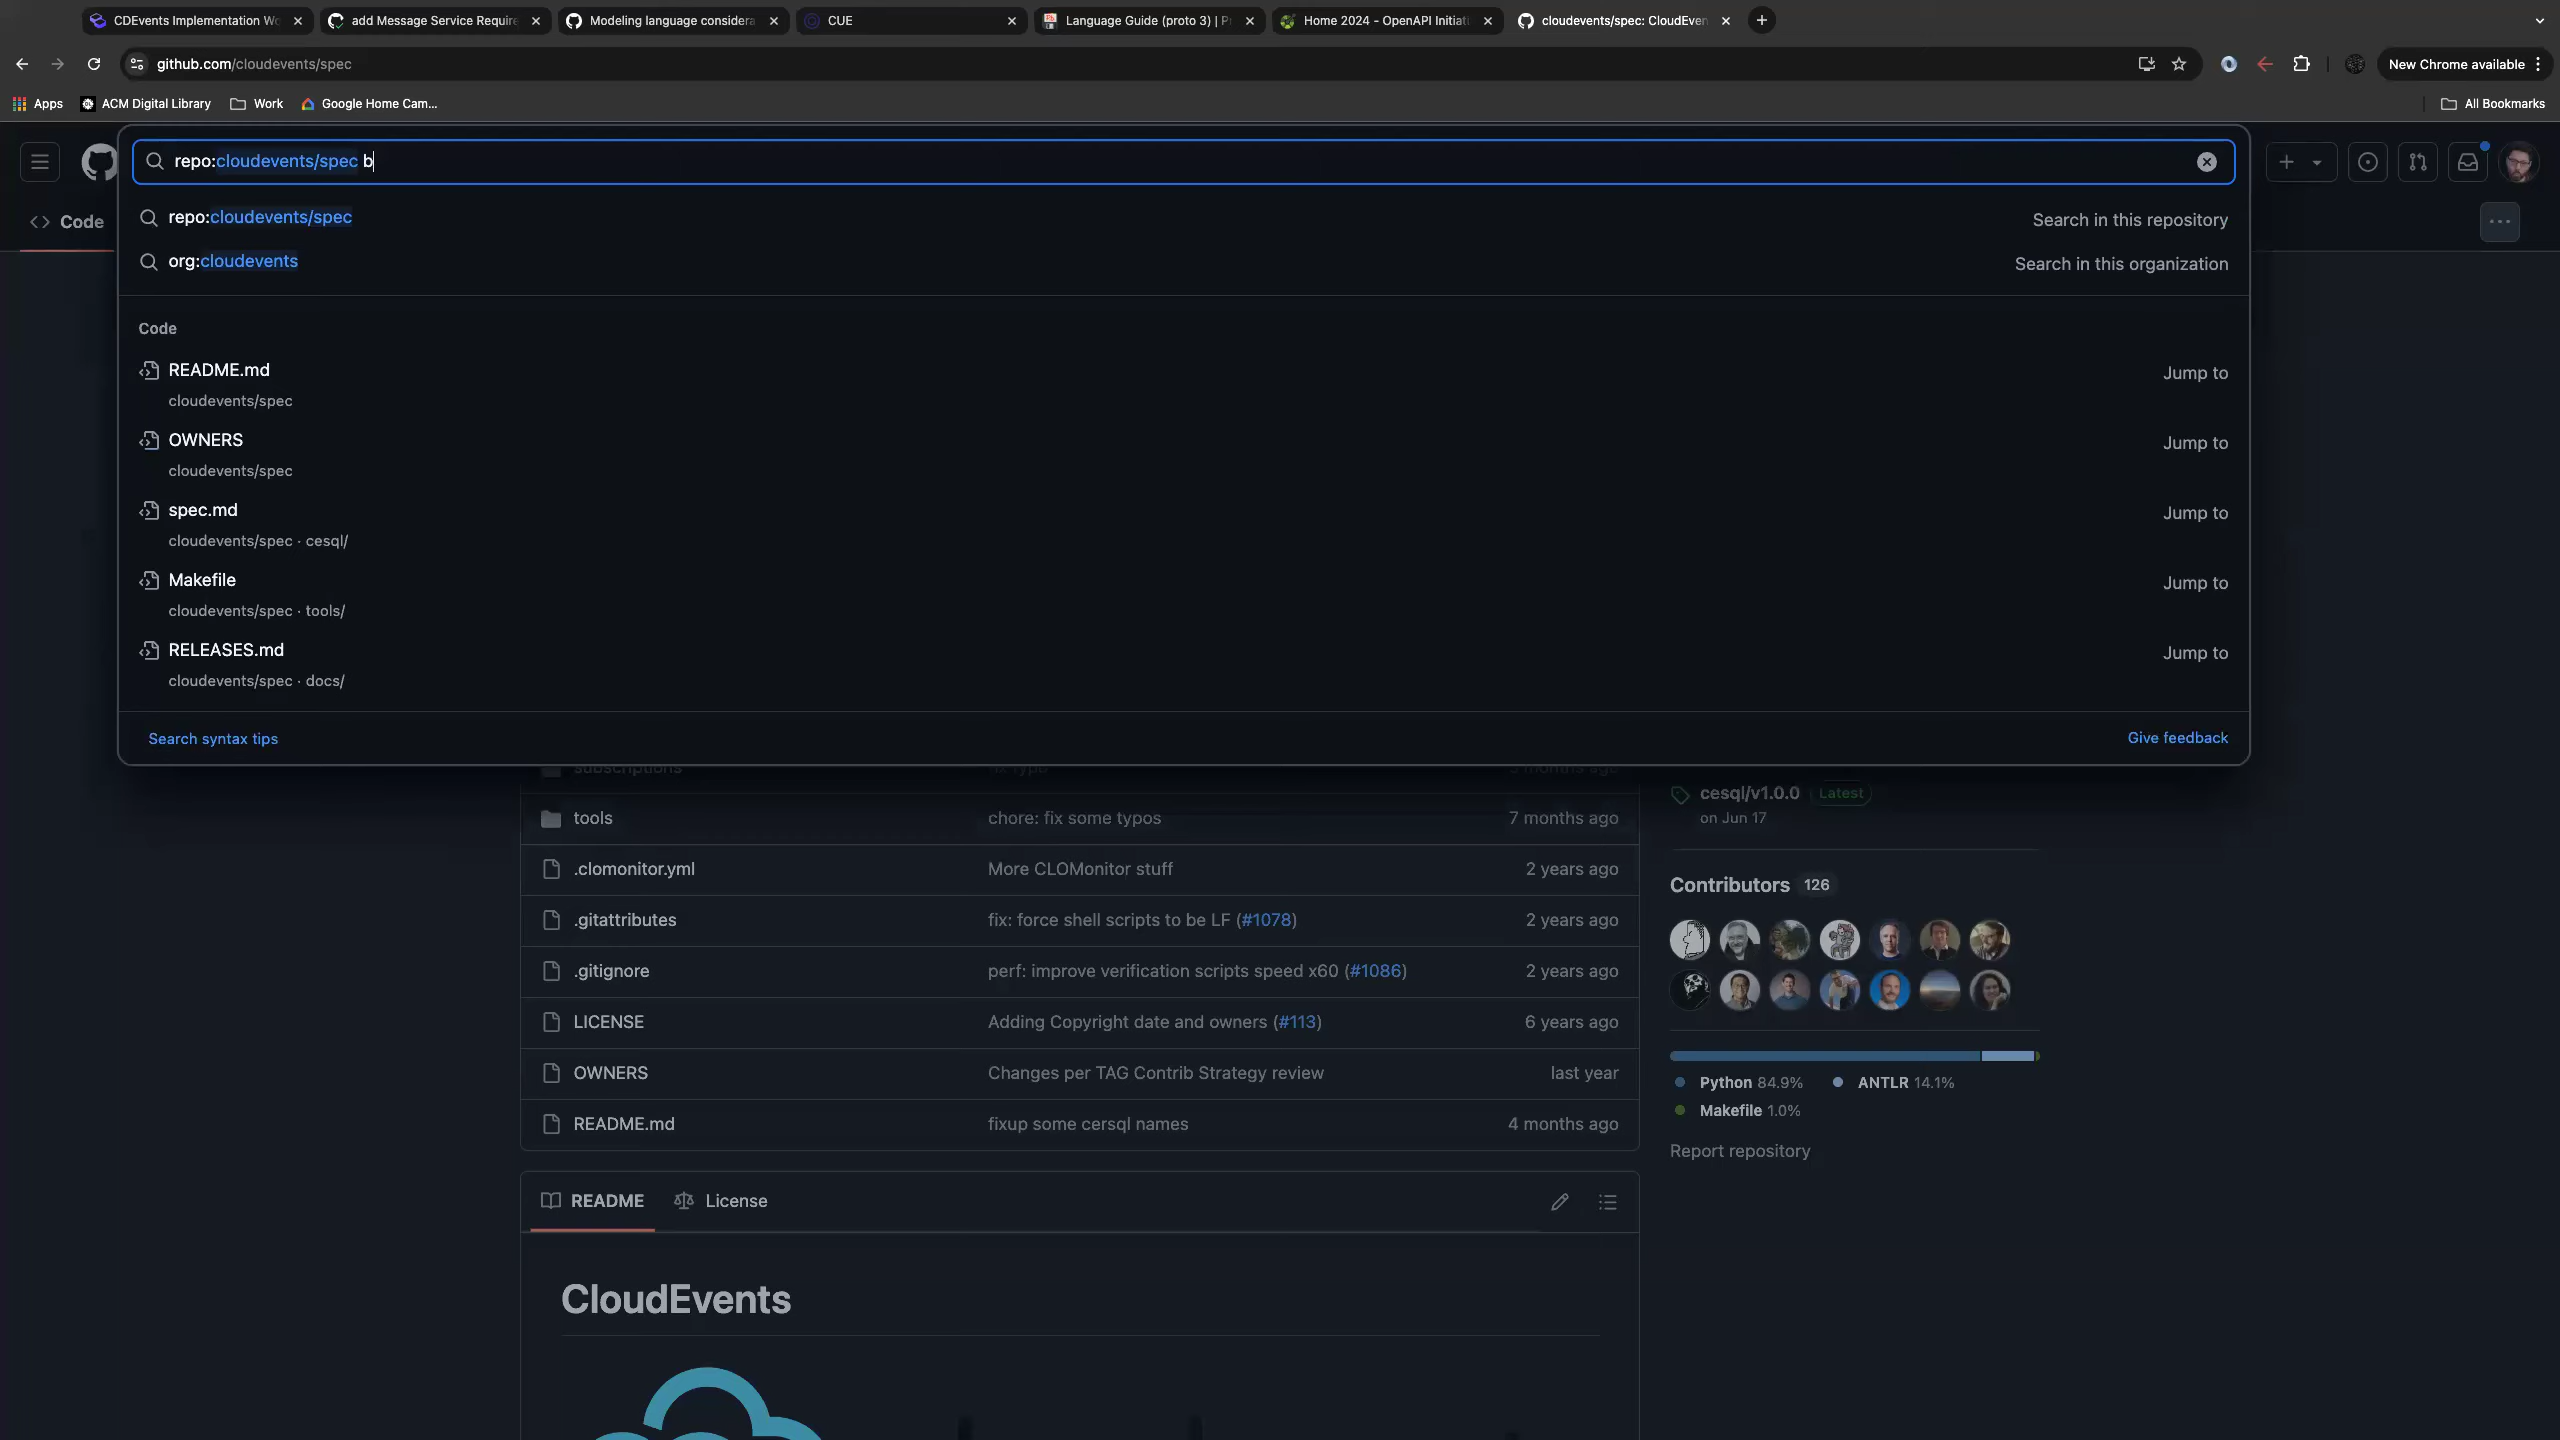 CDEvents Implementation Wo
add Message Service Require
Modeling language considera
CUE
Language Guide (proto 3) | P
Home 2024 - OpenAPI Initiati
cloudevents/spec: CloudEven
github.com/cloudevents/spec
New Chrome available
Apps
ACM Digital Library
Work
Google Home Cam...
All Bookmarks
repo:cloudevents/spec b
Code
repo:cloudevents/spec
Search in this repository
org:cloudevents
Search in this organization
Code
README.md
Jump to
cloudevents/spec
OWNERS
Jump to
cloudevents/spec
spec.md
Jump to
cloudevents/spec · cesql/
Makefile
Jump to
cloudevents/spec · tools/
RELEASES.md
Jump to
cloudevents/spec · docs/
Search syntax tips
Give feedback
subscriptions
fix typo
tools
chore: fix some typos
7 months ago
.clomonitor.yml
More CLOMonitor stuff
2 years ago
.gitattributes
fix: force shell scripts to be LF (#1078)
2 years ago
.gitignore
perf: improve verification scripts speed x60 (#1086)
2 years ago
LICENSE
Adding Copyright date and owners (#113)
6 years ago
OWNERS
Changes per TAG Contrib Strategy review
last year
README.md
fixup some cersql names
4 months ago
cesql/v1.0.0 Latest
on Jun 17
Contributors 126
Python 84.9%
ANTLR 14.1%
Makefile 1.0%
Report repository
README
License
CloudEvents